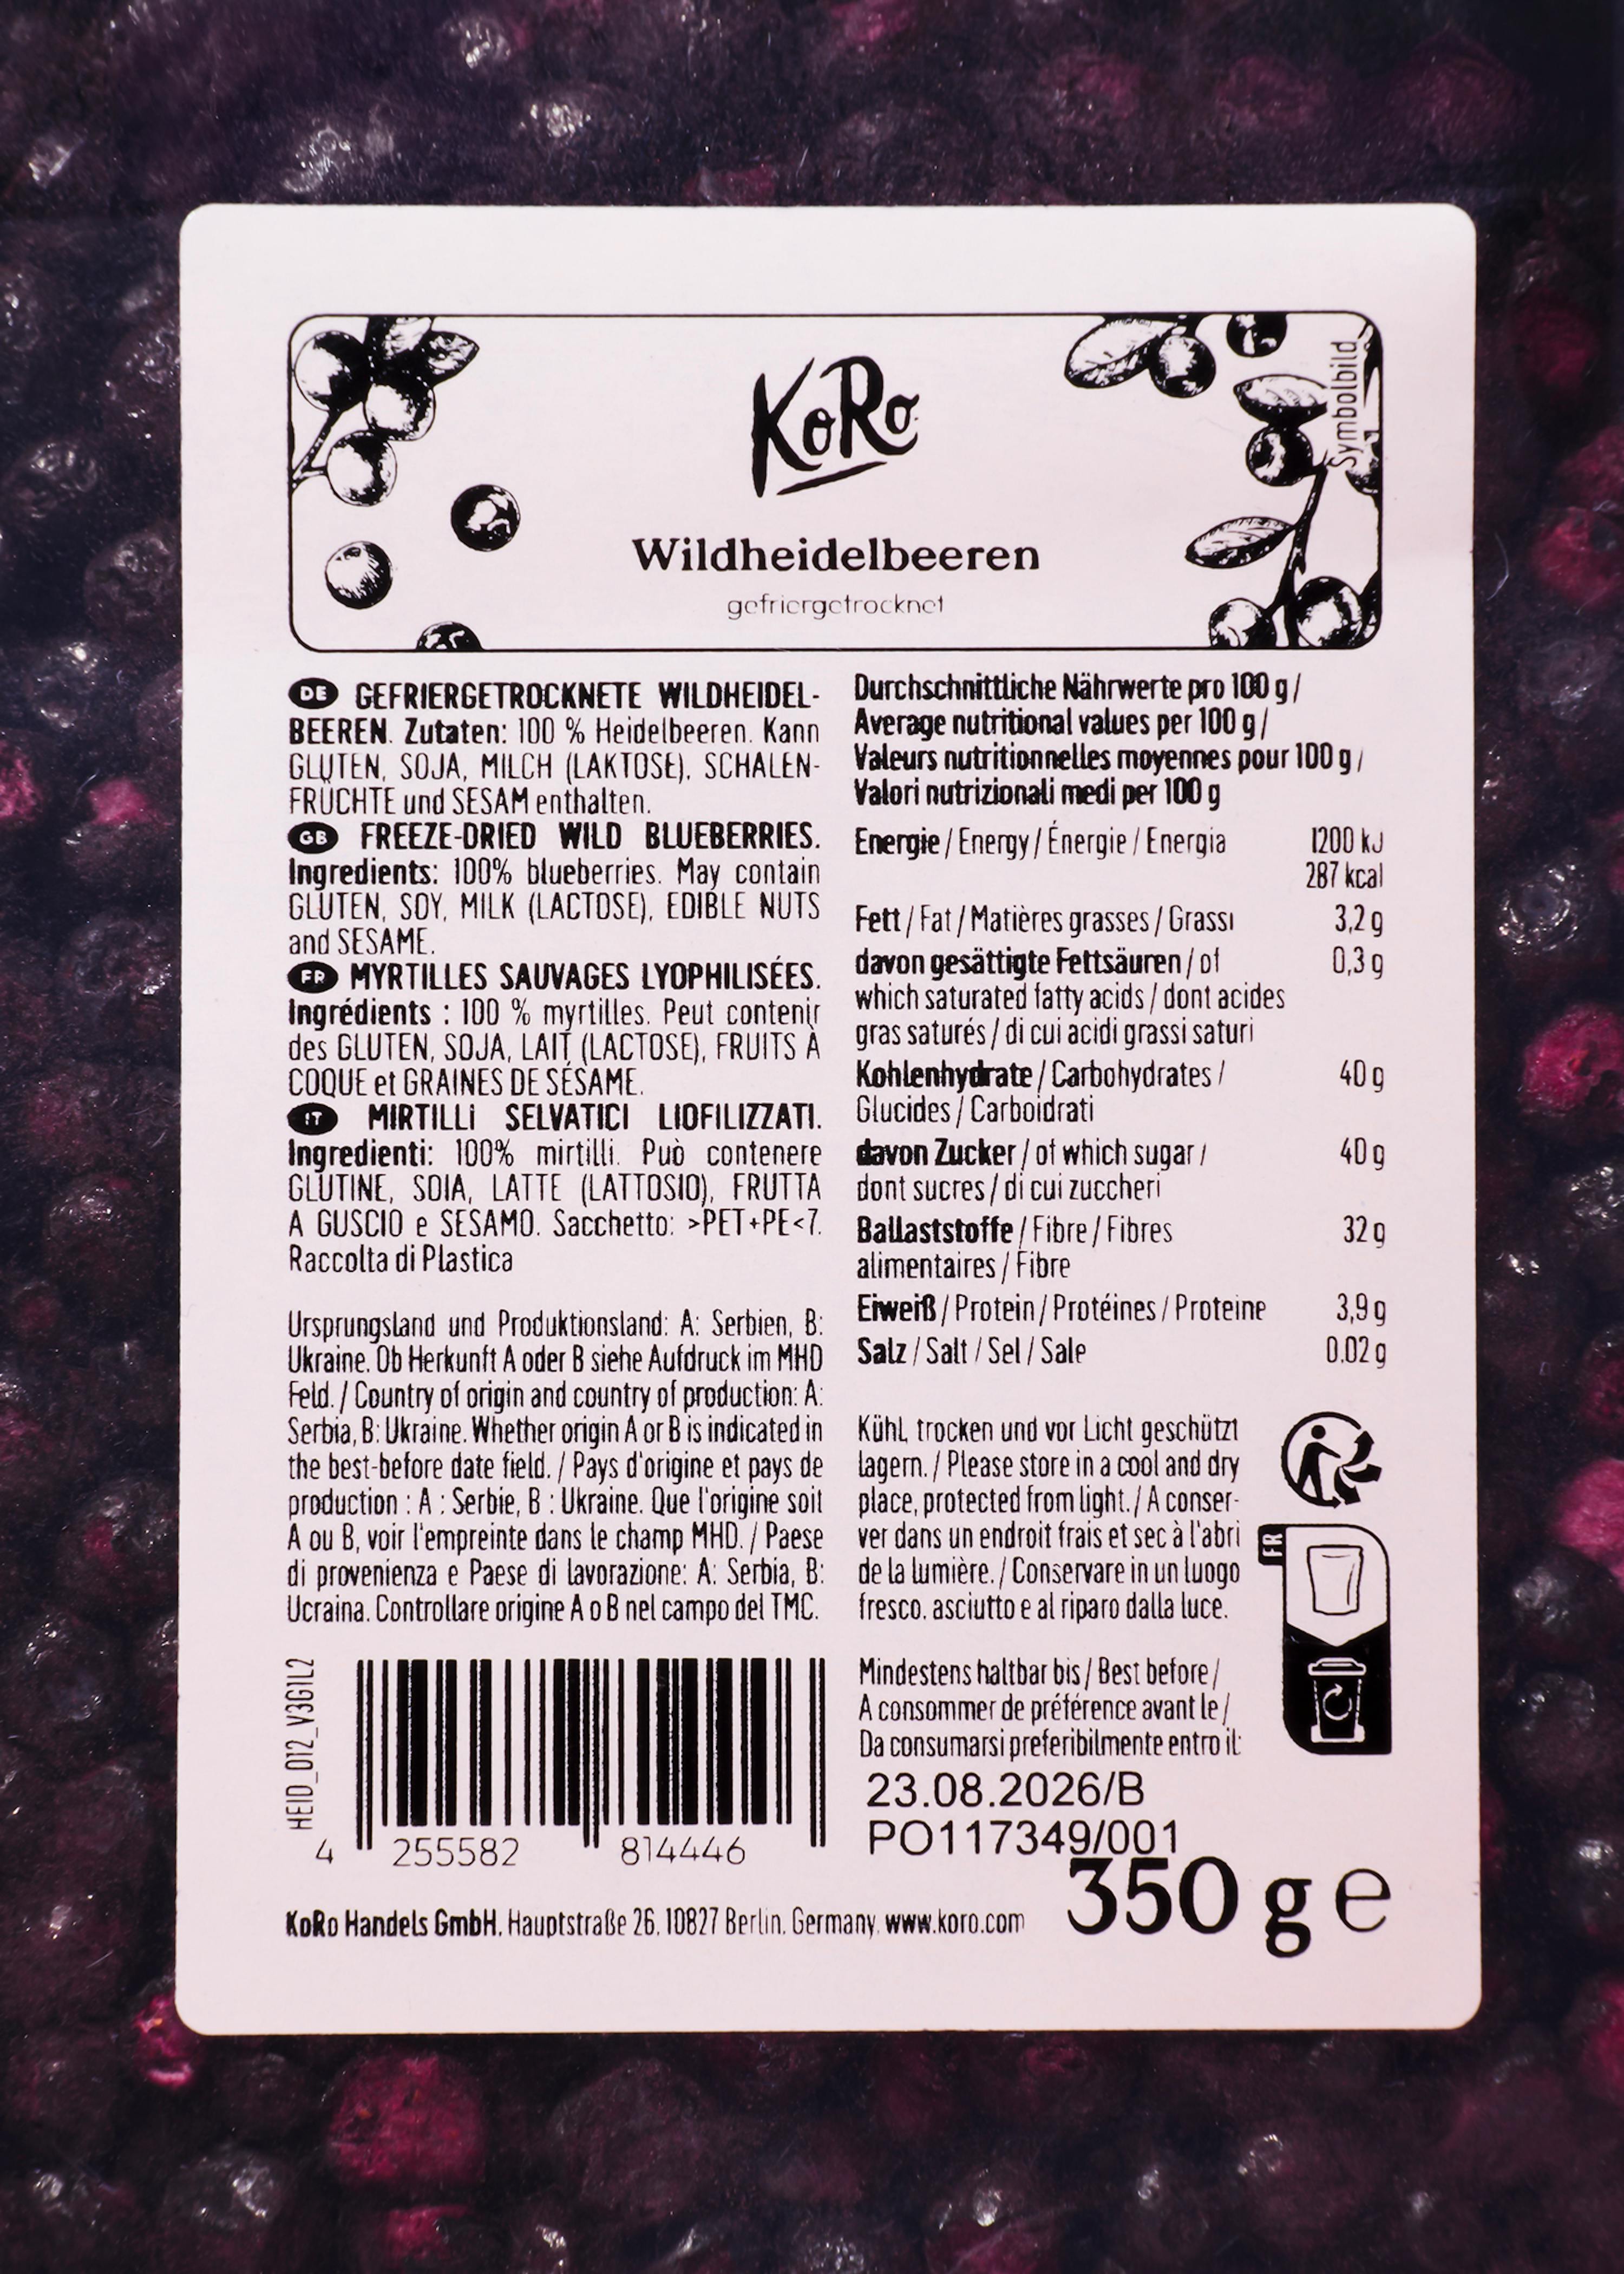 KoRo
Symbolbild
Wildheidelbeeren
gefriergetrocknet
DE GEFRIERGETROCKNETE WILDHEIDEL-
BEEREN. Zutaten: 100 % Heidelbeeren. Kann
GLUTEN, SOJA, MILCH (LAKTOSE), SCHALEN-
FRÜCHTE und SESAM enthalten.
GB FREEZE-DRIED WILD BLUEBERRIES.
Ingredients: 100% blueberries. May contain
GLUTEN, SOY, MILK (LACTOSE), EDIBLE NUTS
and SESAME.
FR MYRTILLES SAUVAGES LYOPHILISÉES.
Ingrédients : 100 % myrtilles. Peut contenir
des GLUTEN, SOJA, LAIT (LACTOSE), FRUITS À
COQUE et GRAINES DE SÉSAME.
IT MIRTILLi SELVATICI LIOFILIZZATI.
Ingredienti: 100% mirtilli. Può contenere
GLUTINE, SOIA, LATTE (LATTOSIO), FRUTTA
A GUSCIO e SESAMO. Sacchetto: >PET+PE<7.
Raccolta di Plastica
Ursprungsland und Produktionsland: A: Serbien, B:
Ukraine. Ob Herkunft A oder B siehe Aufdruck im MHD
Feld. / Country of origin and country of production: A:
Serbia, B: Ukraine. Whether origin A or B is indicated in
the best-before date field. / Pays d'origine et pays de
production : A : Serbie, B : Ukraine. Que l'origine soit
A ou B, voir l'empreinte dans le champ MHD. / Paese
di provenienza e Paese di lavorazione: A: Serbia, B:
Ucraina. Controllare origine A o B nel campo del TMC.
HEID_012_V3GIL2
4 255582 814446
Durchschnittliche Nährwerte pro 100 g /
Average nutritional values per 100 g /
Valeurs nutritionnelles moyennes pour 100 g /
Valori nutrizionali medi per 100 g
Energie / Energy / Énergie / Energia 1200 kJ
287 kcal
Fett / Fat / Matières grasses / Grassi 3,2 g
davon gesättigte Fettsäuren / of 0,3 g
which saturated fatty acids / dont acides
gras saturés / di cui acidi grassi saturi
Kohlenhydrate / Carbohydrates / 40 g
Glucides / Carboidrati
davon Zucker / of which sugar / 40 g
dont sucres / di cui zuccheri
Ballaststoffe / Fibre / Fibres 32 g
alimentaires / Fibre
Eiweiß / Protein / Protéines / Proteine 3,9 g
Salz / Salt / Sel / Sale 0.02 g
Kühl, trocken und vor Licht geschützt
lagern. / Please store in a cool and dry
place, protected from light. / A conser-
ver dans un endroit frais et sec à l'abri
de la lumière. / Conservare in un luogo
fresco, asciutto e al riparo dalla luce.
FR
Mindestens haltbar bis / Best before /
A consommer de préférence avant le /
Da consumarsi preferibilmente entro il:
23.08.2026/B
PO117349/001
350 g e
KoRo Handels GmbH, Hauptstraße 26, 10827 Berlin, Germany, www.koro.com